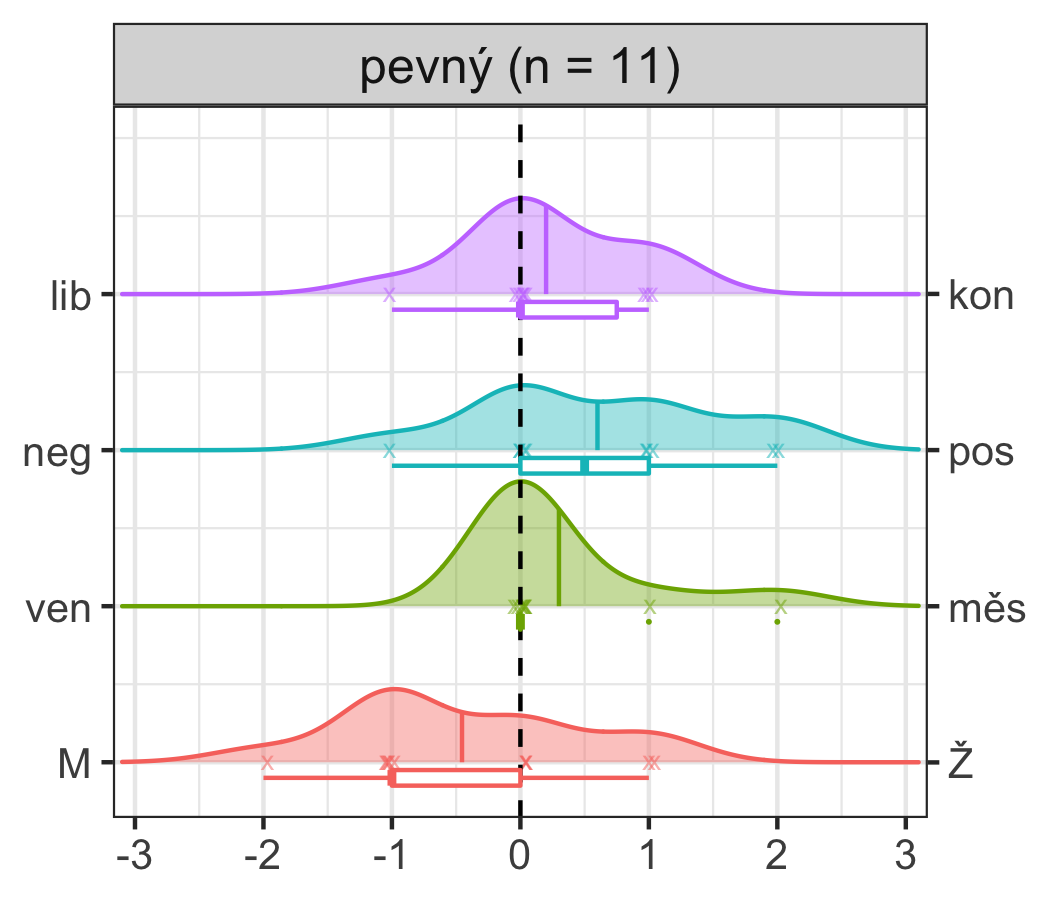 pevný (n = 11)
lib kon
neg pos
ven měs
M Ž
-3 -2 -1 0 1 2 3